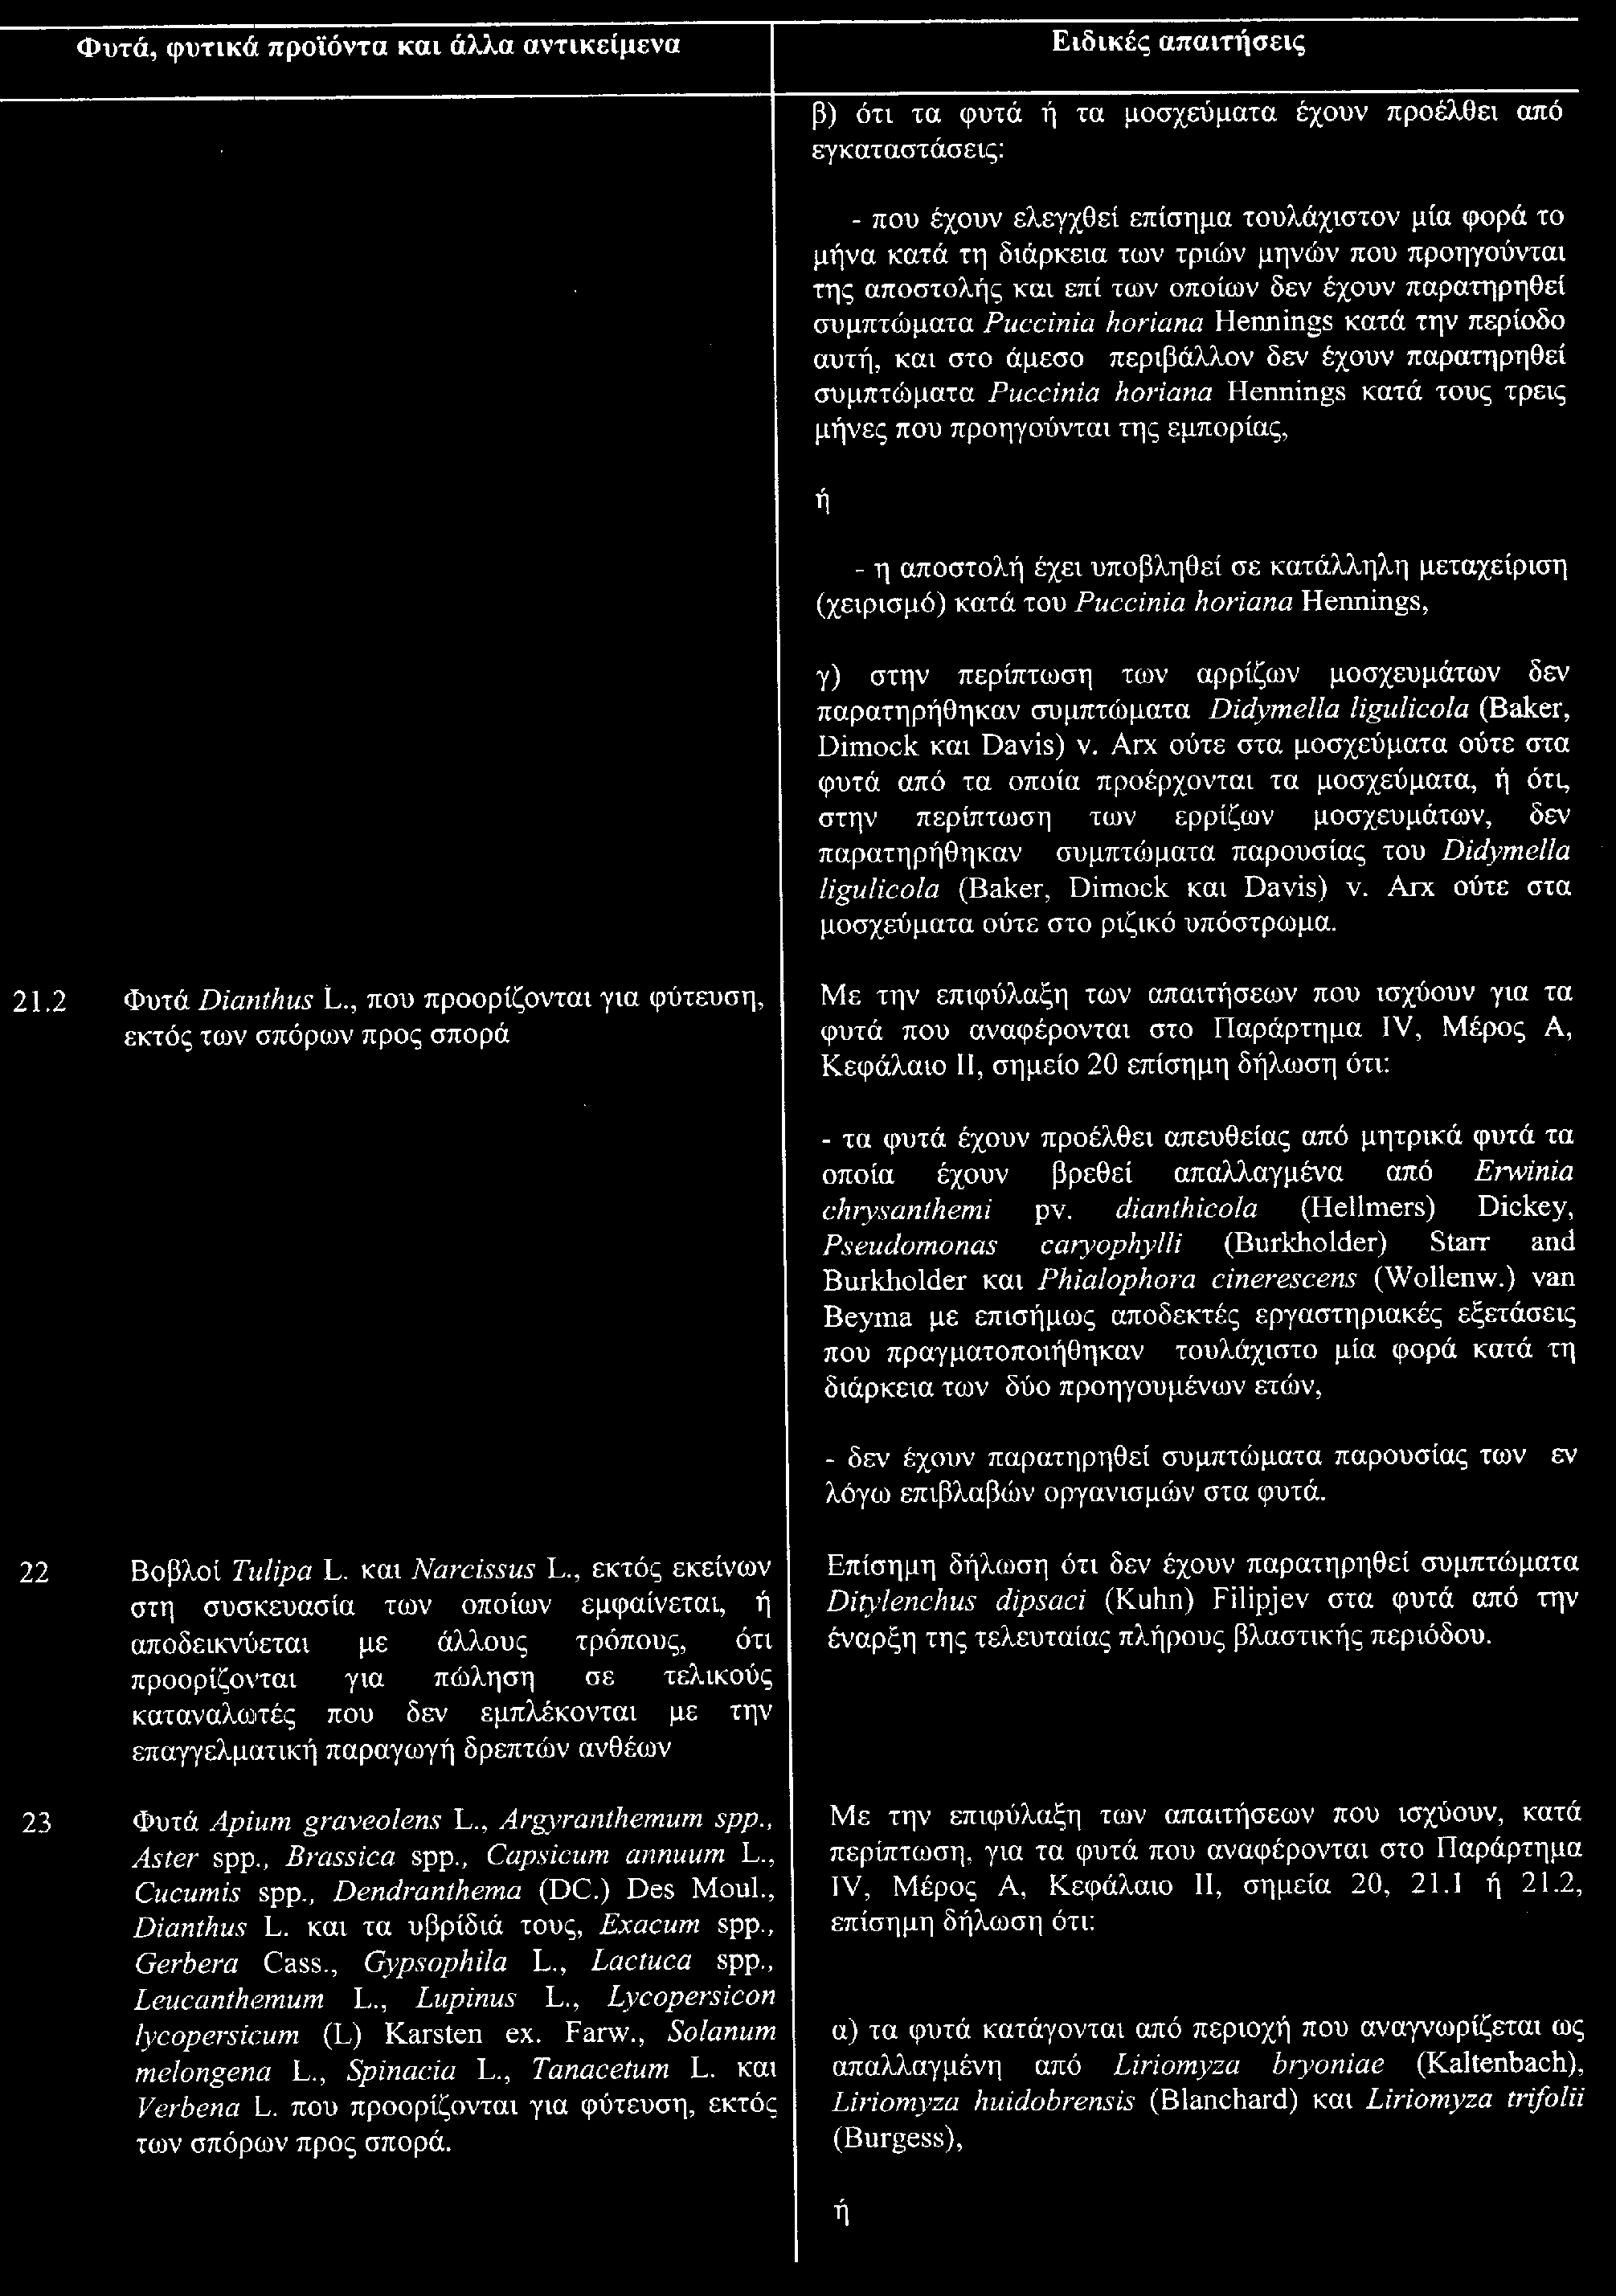 Φυτά, φυτικά προϊόντα και άλλα αντικείμενα
Ειδικές απαιτήσεις
β) ότι τα φυτά ή τα μοσχεύματα έχουν προέλθει από
εγκαταστάσεις:
- που έχουν ελεγχθεί επίσημα τουλάχιστον μία φορά το
μήνα κατά τη διάρκεια των τριών μηνών που προηγούνται
της αποστολής και επί των οποίων δεν έχουν παρατηρηθεί
συμπτώματα Puccinia horiana Hennings κατά την περίοδο
αυτή, και στο άμεσο περιβάλλον δεν έχουν παρατηρηθεί
συμπτώματα Puccinia horiana Hennings κατά τους τρεις
μήνες που προηγούνται της εμπορίας,
ή
- η αποστολή έχει υποβληθεί σε κατάλληλη μεταχείριση
(χειρισμό) κατά του Puccinia horiana Hennings,
γ) στην περίπτωση των αρρίζων μοσχευμάτων δεν
παρατηρήθηκαν συμπτώματα Didymella ligulicola (Baker,
Dimock και Davis) v. Arx ούτε στα μοσχεύματα ούτε στα
φυτά από τα οποία προέρχονται τα μοσχεύματα, ή ότι,
στην περίπτωση των ερρίζων μοσχευμάτων, δεν
παρατηρήθηκαν συμπτώματα παρουσίας του Didymella
ligulicola (Baker, Dimock και Davis) v. Arx ούτε στα
μοσχεύματα ούτε στο ριζικό υπόστρωμα.
21.2 Φυτά Dianthus L., που προορίζονται για φύτευση,
εκτός των σπόρων προς σπορά
Με την επιφύλαξη των απαιτήσεων που ισχύουν για τα
φυτά που αναφέρονται στο Παράρτημα IV, Μέρος Α,
Κεφάλαιο ΙΙ, σημείο 20 επίσημη δήλωση ότι:
- τα φυτά έχουν προέλθει απευθείας από μητρικά φυτά τα
οποία έχουν βρεθεί απαλλαγμένα από Erwinia
chrysanthemi pv. dianthicola (Hellmers) Dickey,
Pseudomonas caryophylli (Burkholder) Starr and
Burkholder και Phialophora cinerescens (Wollenw.) van
Beyma με επισήμως αποδεκτές εργαστηριακές εξετάσεις
που πραγματοποιήθηκαν τουλάχιστο μία φορά κατά τη
διάρκεια των δύο προηγουμένων ετών,
- δεν έχουν παρατηρηθεί συμπτώματα παρουσίας των εν
λόγω επιβλαβών οργανισμών στα φυτά.
22 Βοβλοί Tulipa L. και Narcissus L., εκτός εκείνων
στη συσκευασία των οποίων εμφαίνεται, ή
αποδεικνύεται με άλλους τρόπους, ότι
προορίζονται για πώληση σε τελικούς
καταναλωτές που δεν εμπλέκονται με την
επαγγελματική παραγωγή δρεπτών ανθέων
Επίσημη δήλωση ότι δεν έχουν παρατηρηθεί συμπτώματα
Ditylenchus dipsaci (Kuhn) Filipjev στα φυτά από την
έναρξη της τελευταίας πλήρους βλαστικής περιόδου.
23 Φυτά Apium graveolens L., Argyranthemum spp.,
Aster spp., Brassica spp., Capsicum annuum L.,
Cucumis spp., Dendranthema (DC.) Des Moul.,
Dianthus L. και τα υβρίδιά τους, Exacum spp.,
Gerbera Cass., Gypsophila L., Lactuca spp.,
Leucanthemum L., Lupinus L., Lycopersicon
lycopersicum (L) Karsten ex. Farw., Solanum
melongena L., Spinacia L., Tanacetum L. και
Verbena L. που προορίζονται για φύτευση, εκτός
των σπόρων προς σπορά.
Με την επιφύλαξη των απαιτήσεων που ισχύουν, κατά
περίπτωση, για τα φυτά που αναφέρονται στο Παράρτημα
IV, Μέρος Α, Κεφάλαιο ΙΙ, σημεία 20, 21.1 ή 21.2,
επίσημη δήλωση ότι:
α) τα φυτά κατάγονται από περιοχή που αναγνωρίζεται ως
απαλλαγμένη από Liriomyza bryoniae (Kaltenbach),
Liriomyza huidobrensis (Blanchard) και Liriomyza trifolii
(Burgess),
ή